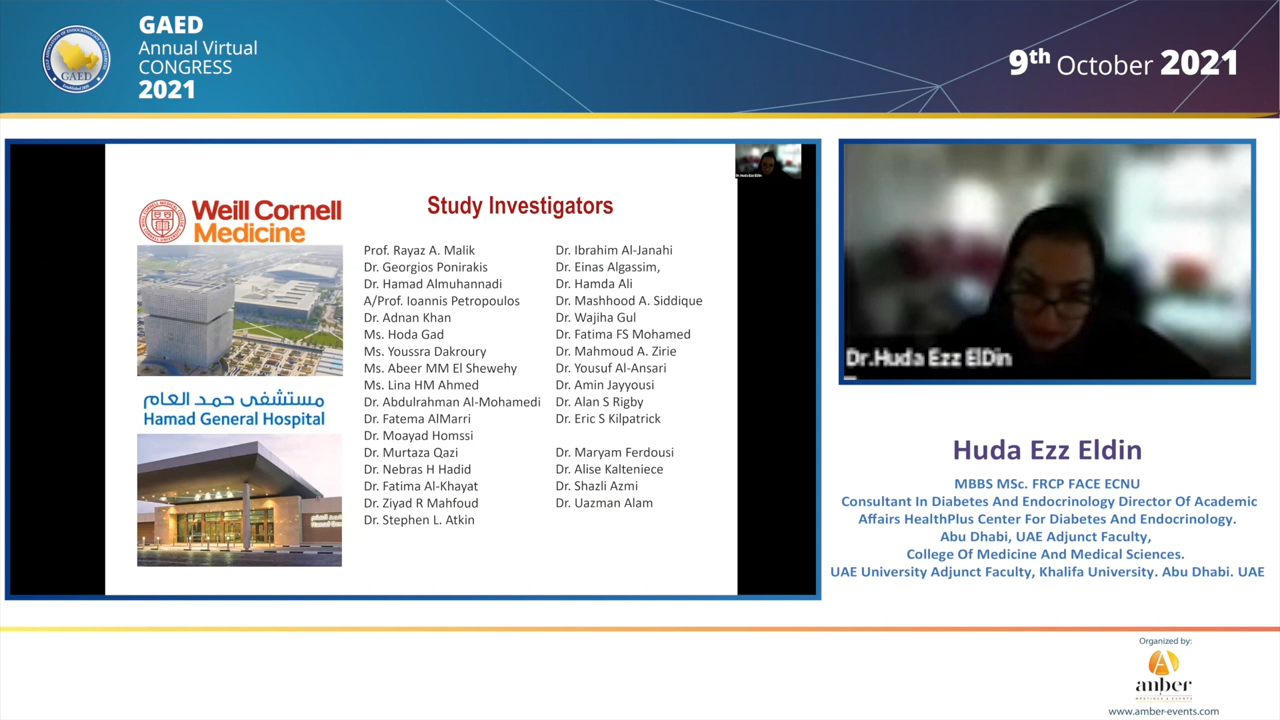 GAED
Annual Virtual
CONGRESS
2021
9th October 2021
GAED
Weill Cornell
Medicine
مستشفى حمد العام
Hamad General Hospital
Study Investigators
Prof. Rayaz A. Malik
Dr. Georgios Ponirakis
Dr. Hamad Almuhannadi
A/Prof. Ioannis Petropoulos
Dr. Adnan Khan
Ms. Hoda Gad
Ms. Youssra Dakroury
Ms. Abeer MM El Shewehy
Ms. Lina HM Ahmed
Dr. Abdulrahman Al-Mohamedi
Dr. Fatema AlMarri
Dr. Moayad Homssi
Dr. Murtaza Qazi
Dr. Nebras H Hadid
Dr. Fatima Al-Khayat
Dr. Ziyad R Mahfoud
Dr. Stephen L. Atkin
Dr. Ibrahim Al-Janahi
Dr. Einas Algassim,
Dr. Hamda Ali
Dr. Mashhood A. Siddique
Dr. Wajiha Gul
Dr. Fatima FS Mohamed
Dr. Mahmoud A. Zirie
Dr. Yousuf Al-Ansari
Dr. Amin Jayyousi
Dr. Alan S Rigby
Dr. Eric S Kilpatrick
Dr. Maryam Ferdousi
Dr. Alise Kalteniece
Dr. Shazli Azmi
Dr. Uazman Alam
Dr.Huda Ezz ElDin
Dr.Huda Ezz ElDin
Huda Ezz Eldin
MBBS MSc. FRCP FACE ECNU
Consultant In Diabetes And Endocrinology Director Of Academic
Affairs HealthPlus Center For Diabetes And Endocrinology.
Abu Dhabi, UAE Adjunct Faculty,
College Of Medicine And Medical Sciences.
UAE University Adjunct Faculty, Khalifa University. Abu Dhabi. UAE
Organized by:
anber
MEETINGS & EVENTS
www.amber-events.com